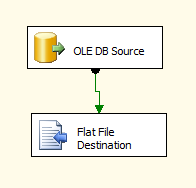 OLE DB Source
Flat File
Destination